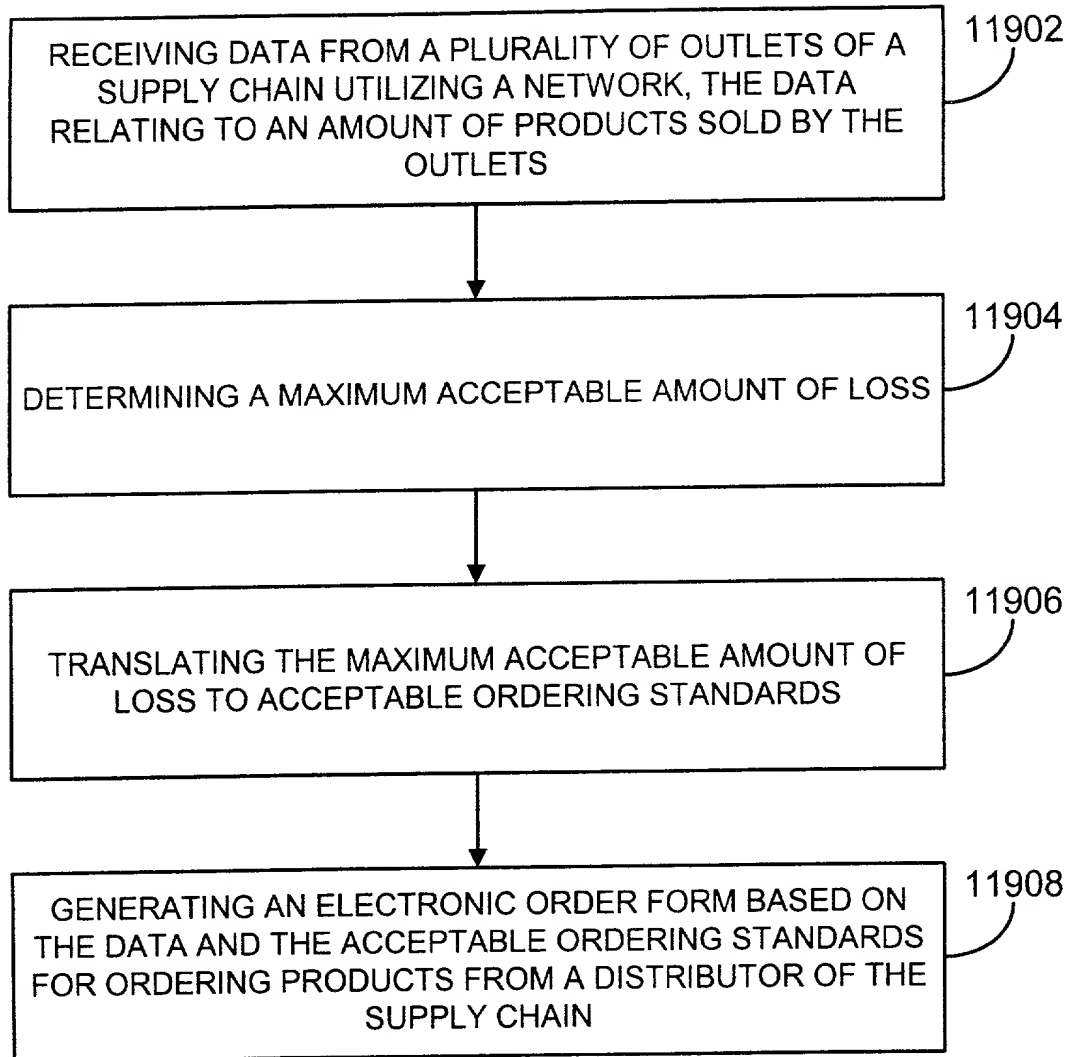 RECEIVING DATA FROM A PLURALITY OF OUTLETS OF A
SUPPLY CHAIN UTILIZING A NETWORK, THE DATA
RELATING TO AN AMOUNT OF PRODUCTS SOLD BY THE
OUTLETS
11902
DETERMINING A MAXIMUM ACCEPTABLE AMOUNT OF LOSS
11904
TRANSLATING THE MAXIMUM ACCEPTABLE AMOUNT OF
LOSS TO ACCEPTABLE ORDERING STANDARDS
11906
GENERATING AN ELECTRONIC ORDER FORM BASED ON
THE DATA AND THE ACCEPTABLE ORDERING STANDARDS
FOR ORDERING PRODUCTS FROM A DISTRIBUTOR OF THE
SUPPLY CHAIN
11908